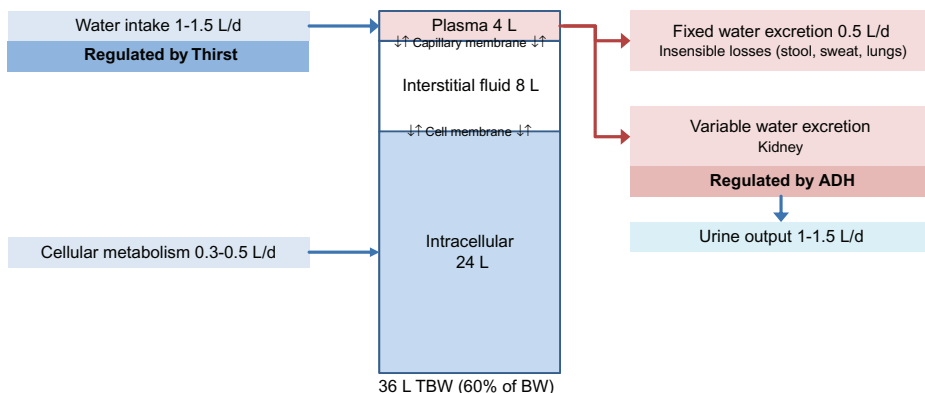 Water intake 1-1.5 L/d
Regulated by Thirst
Plasma 4 L
↓↑ Capillary membrane ↓↑
Interstitial fluid 8 L
↓↑ Cell membrane ↓↑
Intracellular
24 L
36 L TBW (60% of BW)
Cellular metabolism 0.3-0.5 L/d
Fixed water excretion 0.5 L/d
Insensible losses (stool, sweat, lungs)
Variable water excretion
Kidney
Regulated by ADH
Urine output 1-1.5 L/d